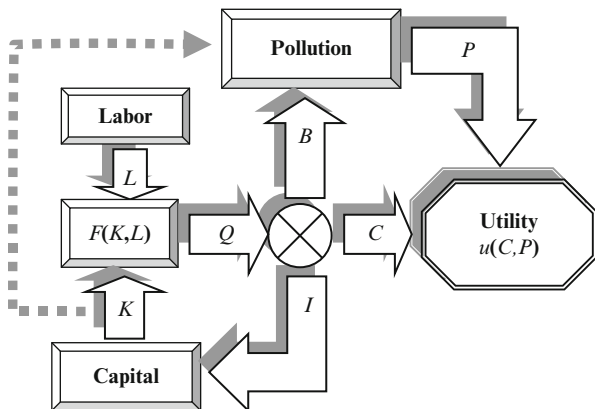 Pollution
P
Labor
B
L
Utility
u(C,P)
F(K,L)
Q
C
K
I
Capital